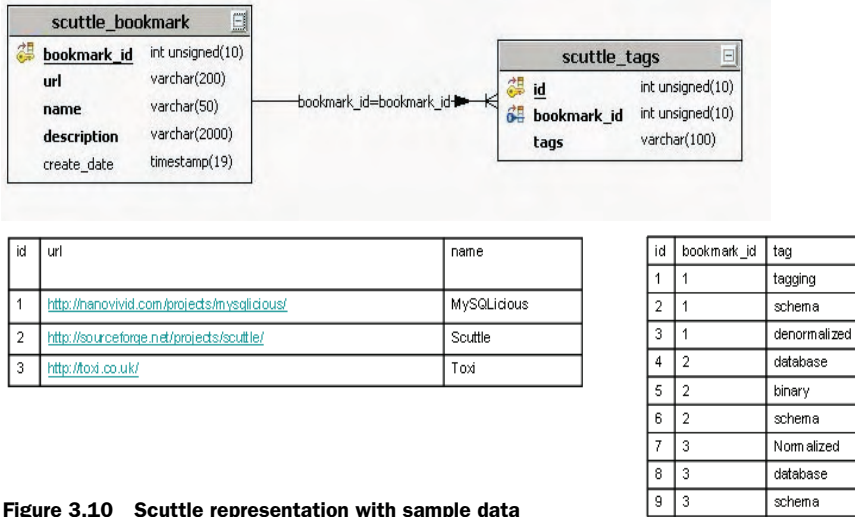 scuttle_bookmark
bookmark_id int unsigned(10)
url varchar(200)
name varchar(50)
description varchar(2000)
create_date timestamp(19)
bookmark_id=bookmark_id
scuttle_tags
id int unsigned(10)
bookmark_id int unsigned(10)
tags varchar(100)
id url name
1 http://nanovivid.com/projects/mysqlicious/ MySQLicious
2 http://sourceforge.net/projects/scuttle/ Scuttle
3 http://toxi.co.uk/ Toxi
id bookmark_id tag
1 1 tagging
2 1 schema
3 1 denormalized
4 2 database
5 2 binary
6 2 schema
7 3 Normalized
8 3 database
9 3 schema
Figure 3.10 Scuttle representation with sample data